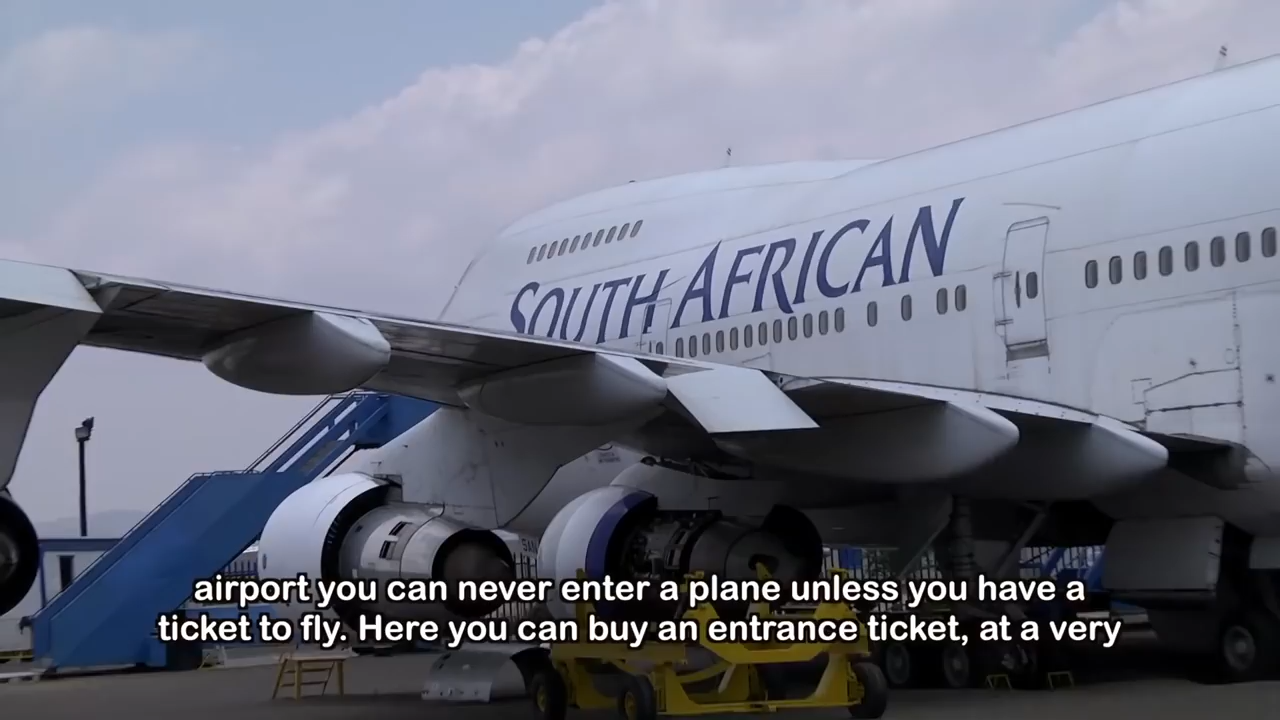 SOUTH AFRICAN
airport you can never enter a plane unless you have a
ticket to fly. Here you can buy an entrance ticket, at a very